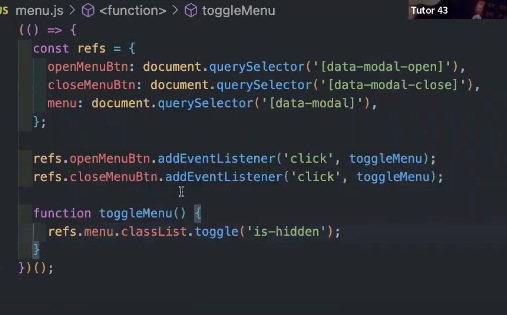 JS menu.js > <function> > toggleMenu
Tutor 43
(() => {
const refs = {
openMenuBtn: document.querySelector('[data-modal-open]'),
closeMenuBtn: document.querySelector('[data-modal-close]'),
menu: document.querySelector('[data-modal]'),
};
refs.openMenuBtn.addEventListener('click', toggleMenu);
refs.closeMenuBtn.addEventListener('click', toggleMenu);
function toggleMenu() {
refs.menu.classList.toggle('is-hidden');
}
})();